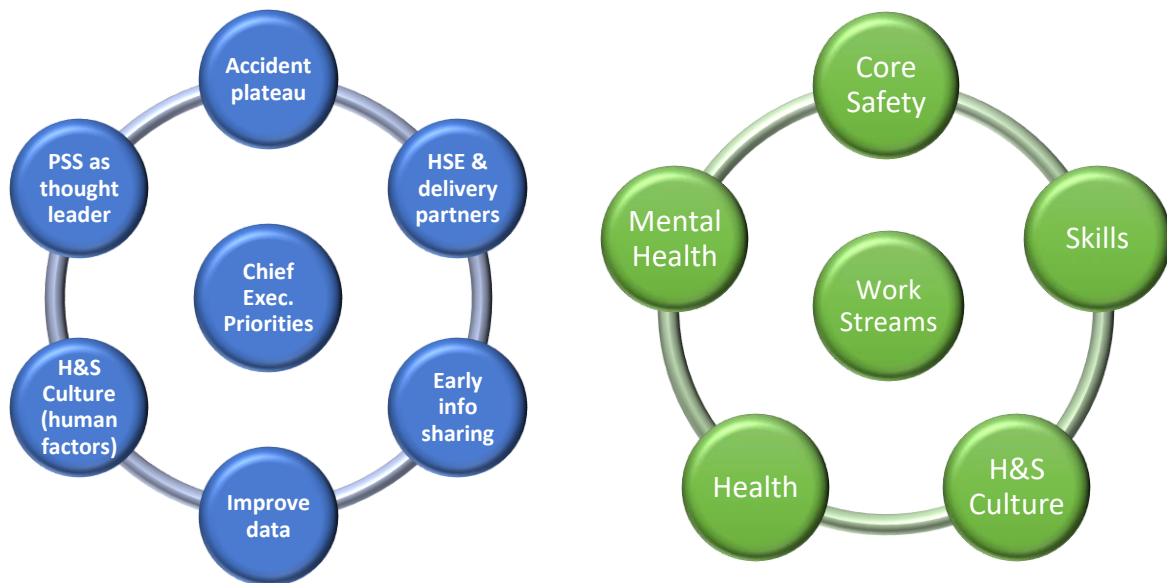 Accident
plateau
HSE &
delivery
partners
Early
info
sharing
Improve
data
H&S
Culture
(human
factors)
PSS as
thought
leader
Chief
Exec.
Priorities
Core
Safety
Skills
H&S
Culture
Health
Mental
Health
Work
Streams